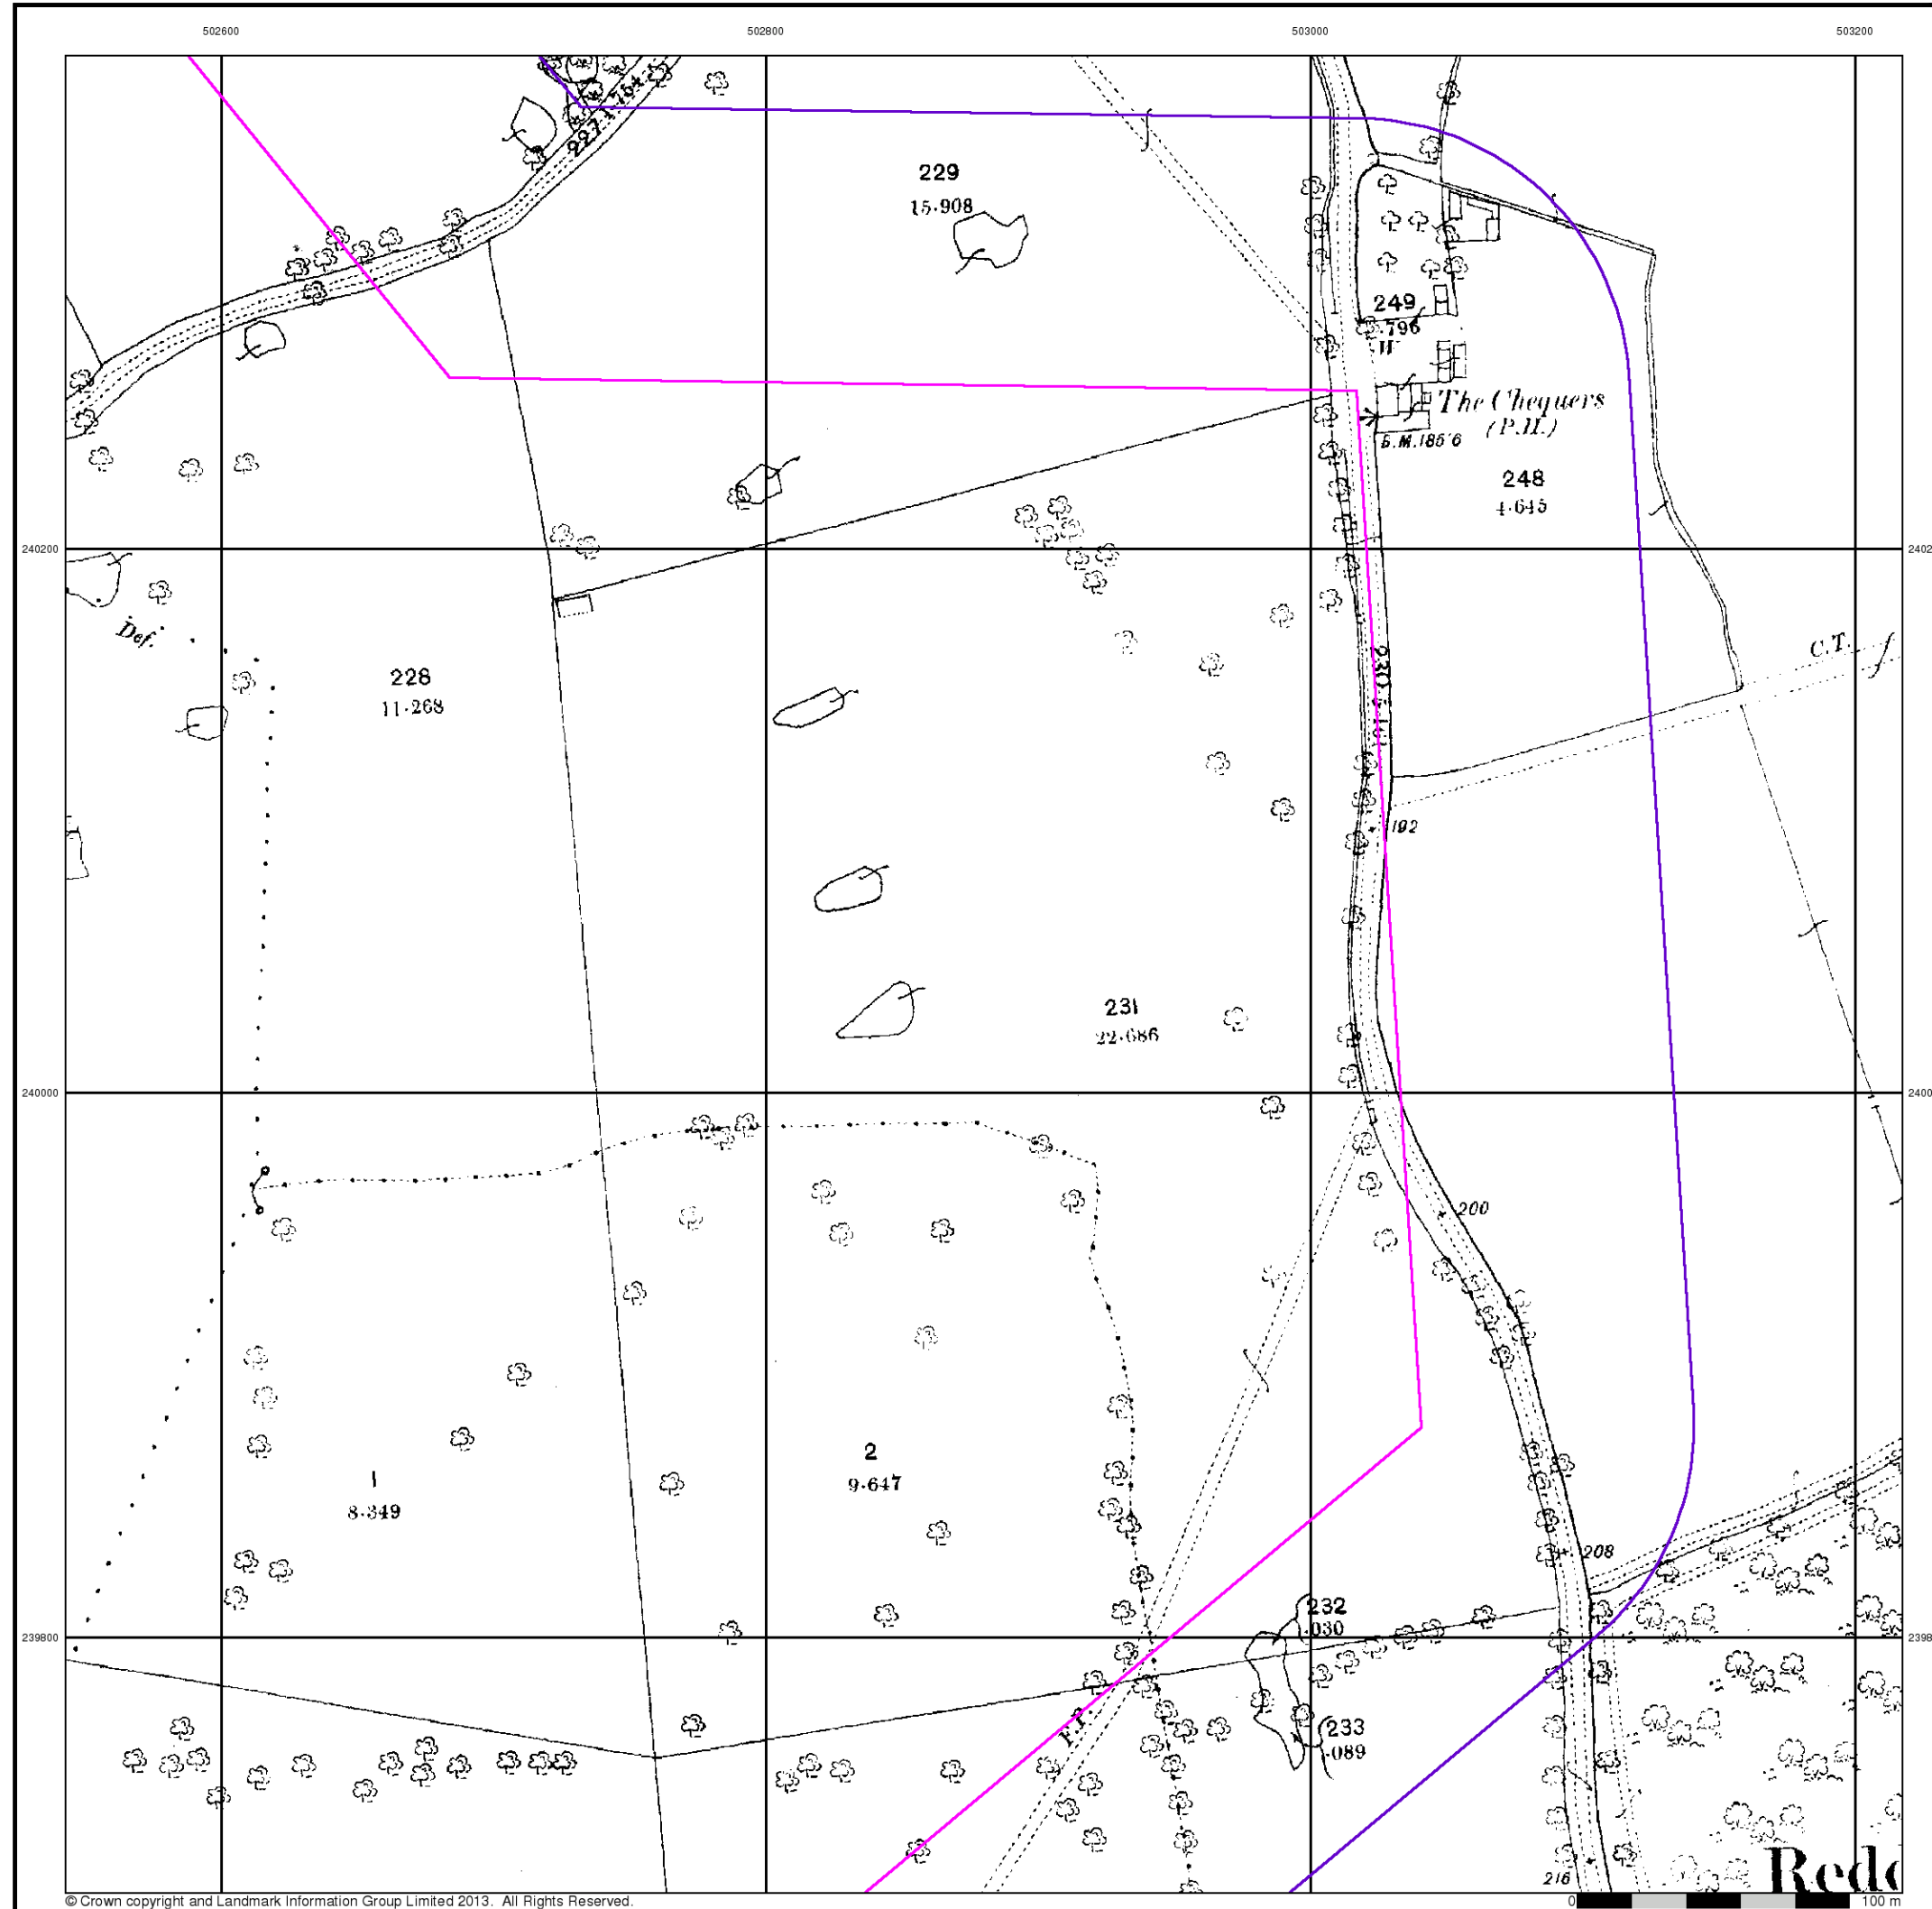 502600 502800 503000 503200
229
15·908
249
·796
W
The Chequers
(P.H.)
B.M.185·6
248
4·645
240200
Def.
228
11·268
C.T.
230
192
231
22·686
240000
200
2
9·647
1
8·349
208
232
·030
239800
F.P.
233
·089
216
© Crown copyright and Landmark Information Group Limited 2013. All Rights Reserved.
0 100 m